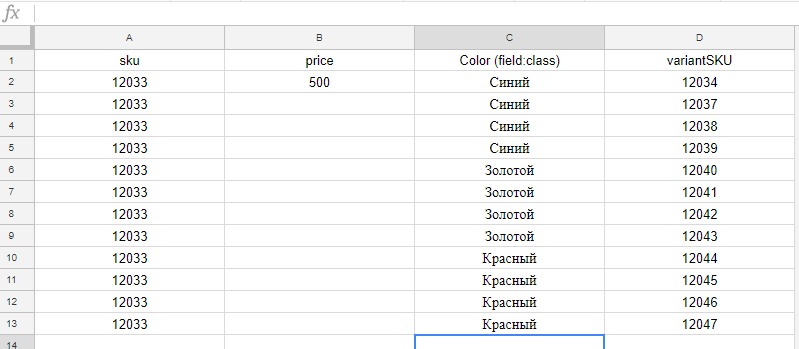 fx
A B C D
1 sku price Color (field:class) variantSKU
2 12033 500 Синий 12034
3 12033 Синий 12037
4 12033 Синий 12038
5 12033 Синий 12039
6 12033 Золотой 12040
7 12033 Золотой 12041
8 12033 Золотой 12042
9 12033 Золотой 12043
10 12033 Красный 12044
11 12033 Красный 12045
12 12033 Красный 12046
13 12033 Красный 12047
14